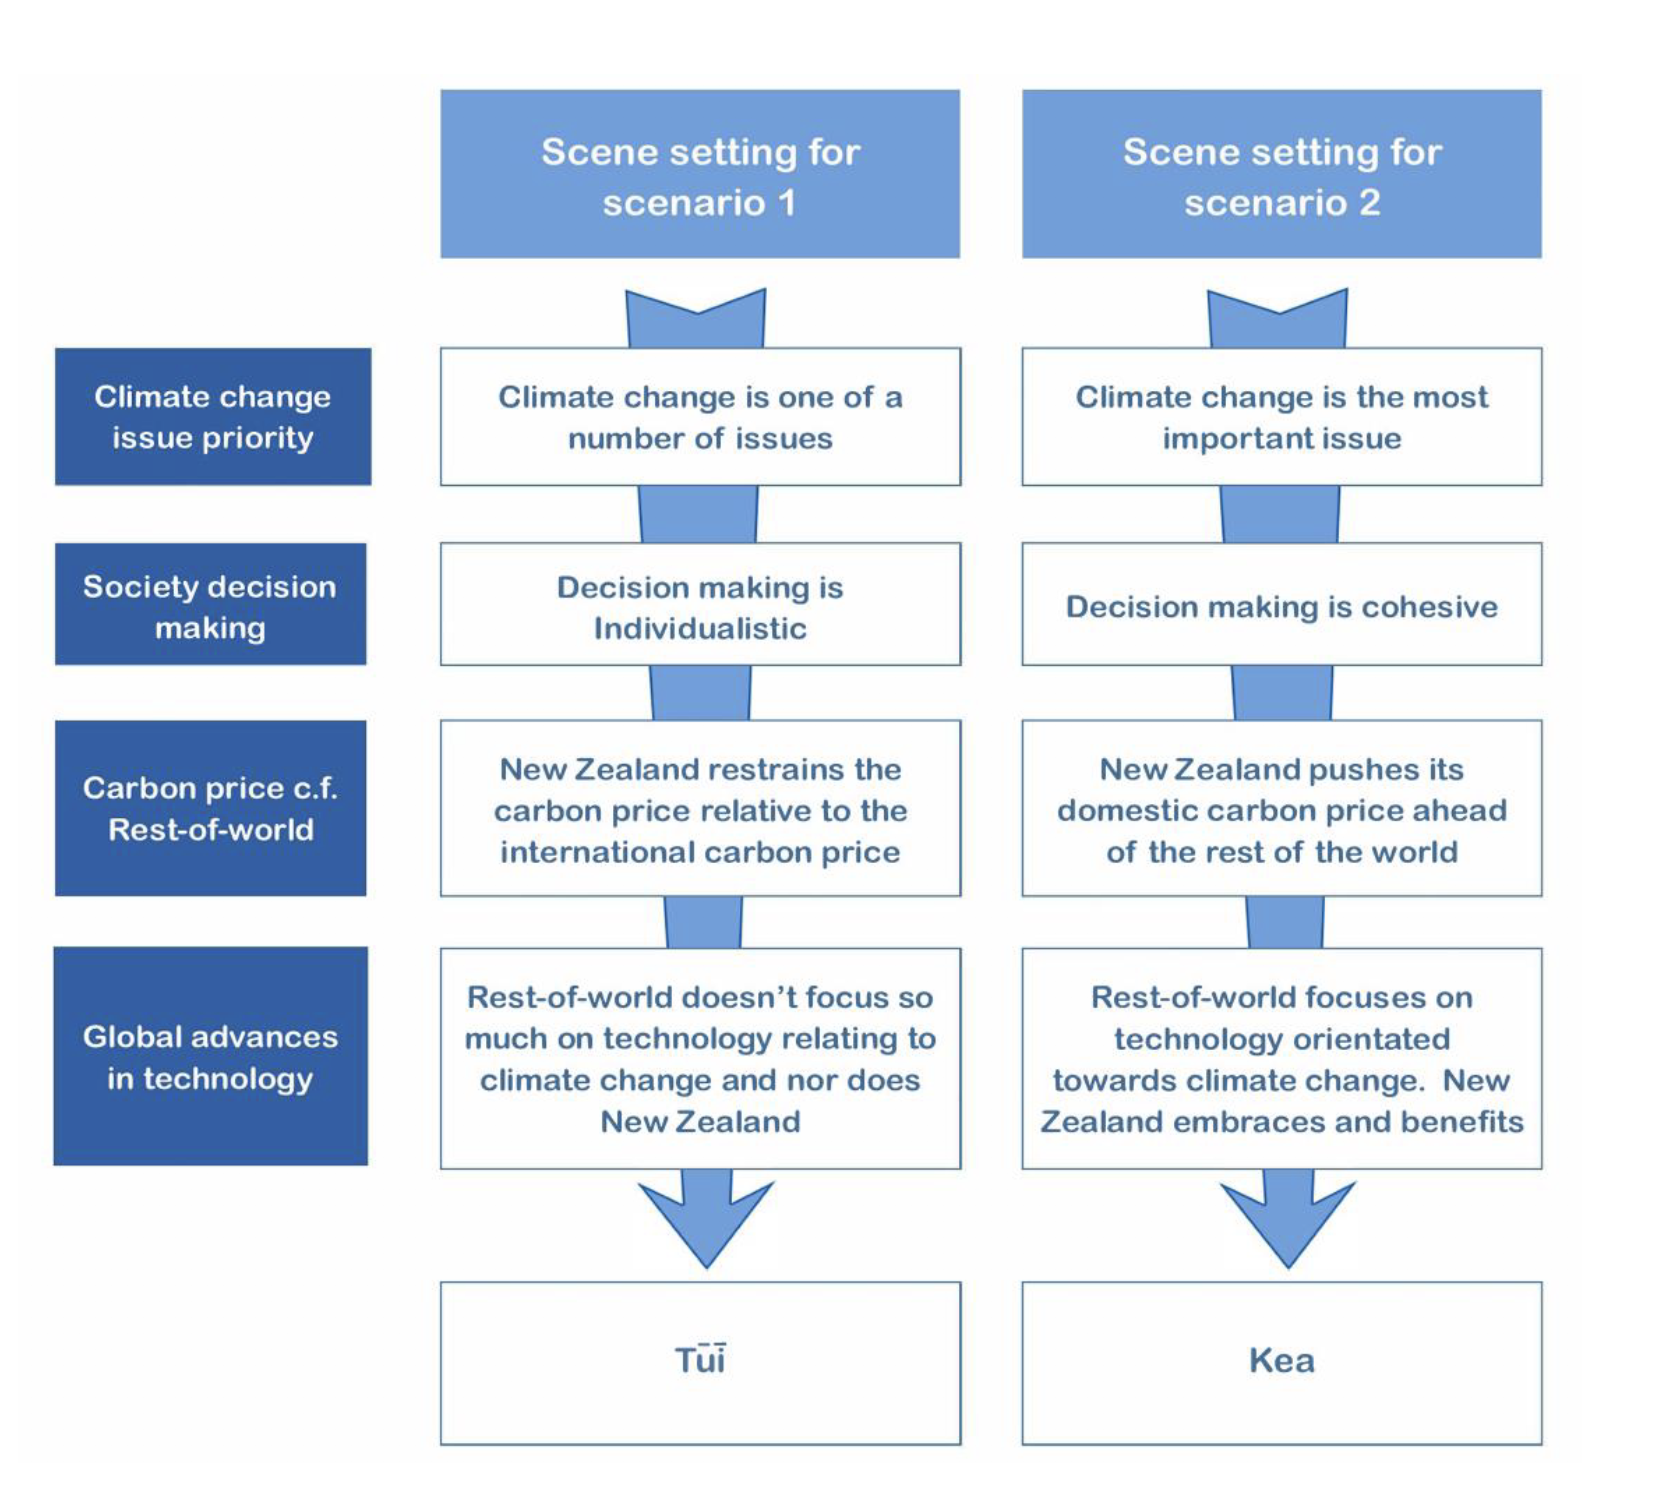 Scene setting for
scenario 1
Scene setting for
scenario 2
Climate change
issue priority
Climate change is one of a
number of issues
Climate change is the most
important issue
Society decision
making
Decision making is
Individualistic
Decision making is cohesive
Carbon price c.f.
Rest-of-world
New Zealand restrains the
carbon price relative to the
international carbon price
New Zealand pushes its
domestic carbon price ahead
of the rest of the world
Global advances
in technology
Rest-of-world doesn’t focus so
much on technology relating to
climate change and nor does
New Zealand
Rest-of-world focuses on
technology orientated
towards climate change.  New
Zealand embraces and benefits
Tūī
Kea